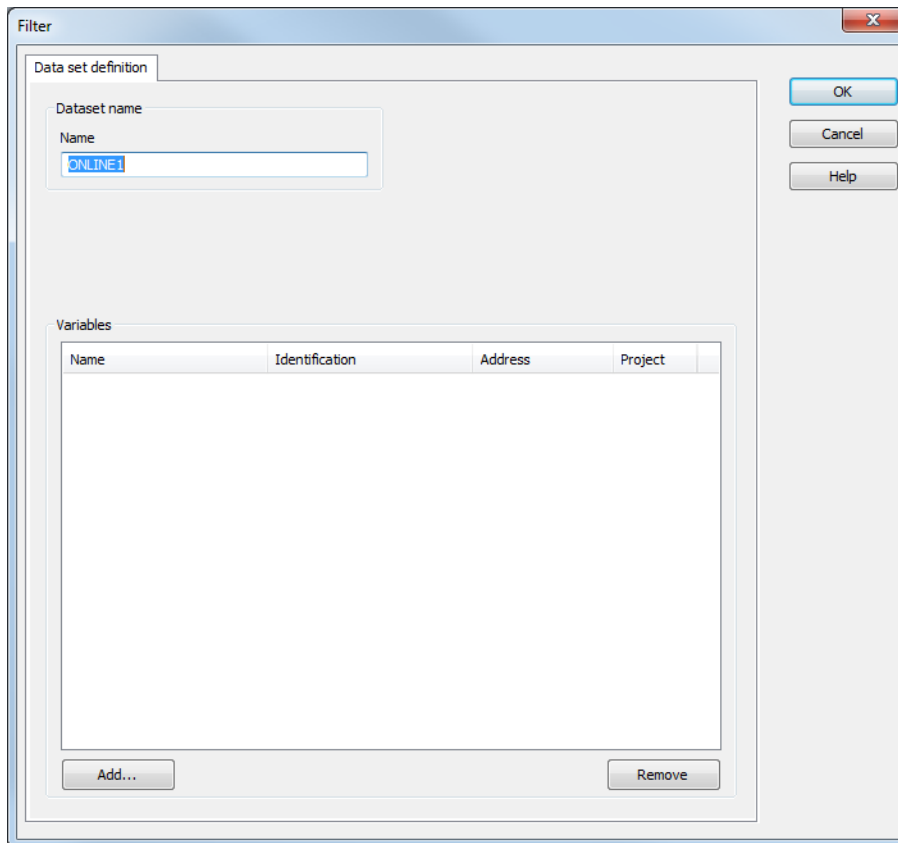 Filter
Data set definition
Dataset name
Name
ONLINE1
OK
Cancel
Help
Variables
Name Identification Address Project
Add... Remove